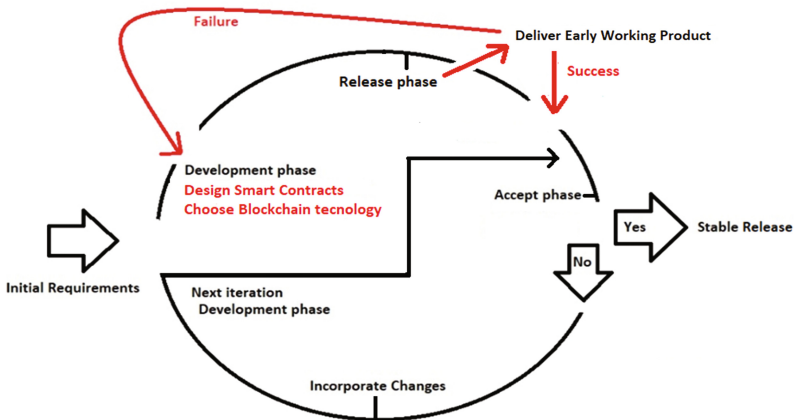 Failure
Deliver Early Working Product
Release phase
Success
Development phase
Design Smart Contracts
Choose Blockchain tecnology
Accept phase
Yes
Stable Release
No
Initial Requirements
Next iteration
Development phase
Incorporate Changes